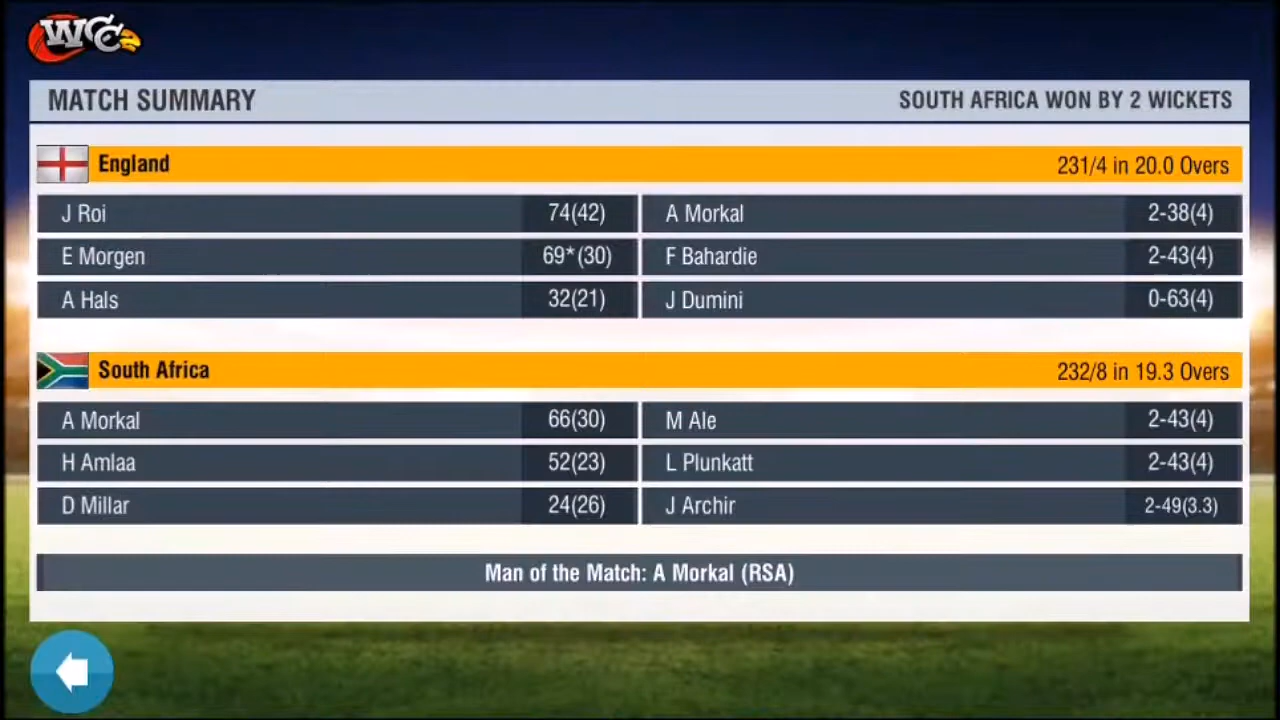 WCC
MATCH SUMMARY SOUTH AFRICA WON BY 2 WICKETS
England 231/4 in 20.0 Overs
J Roi 74(42) A Morkal 2-38(4)
E Morgen 69*(30) F Bahardie 2-43(4)
A Hals 32(21) J Dumini 0-63(4)
South Africa 232/8 in 19.3 Overs
A Morkal 66(30) M Ale 2-43(4)
H Amlaa 52(23) L Plunkatt 2-43(4)
D Millar 24(26) J Archir 2-49(3.3)
Man of the Match: A Morkal (RSA)